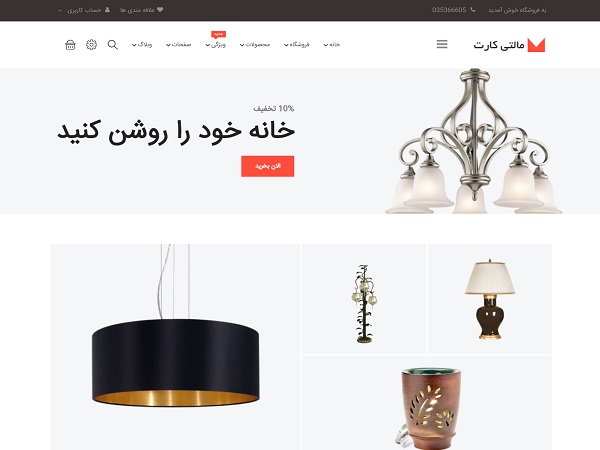 به فروشگاه خوش آمدید
035366605
علاقه مندی ها
حساب کاربری
مالتی کارت
خانه
فروشگاه
محصولات
جدید
ویژگی
صفحات
وبلاگ
10% تخفیف
خانه خود را روشن کنید
الان بخرید